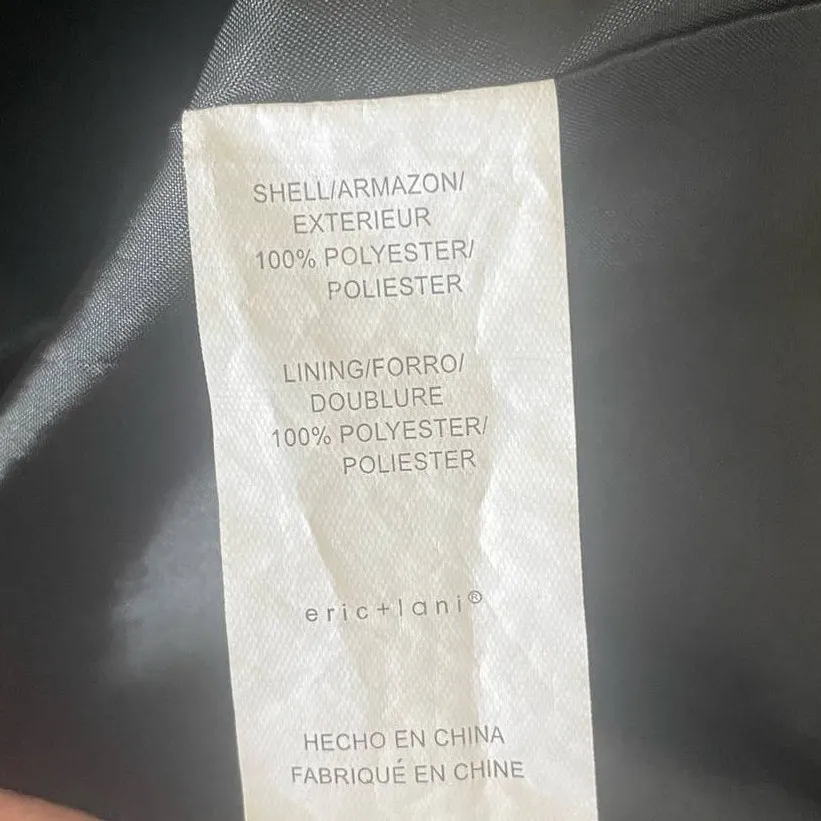 SHELL/ARMAZON/
EXTERIEUR
100% POLYESTER/
POLIESTER
LINING/FORRO/
DOUBLURE
100% POLYESTER/
POLIESTER
eric+lani®
HECHO EN CHINA
FABRIQUÉ EN CHINE